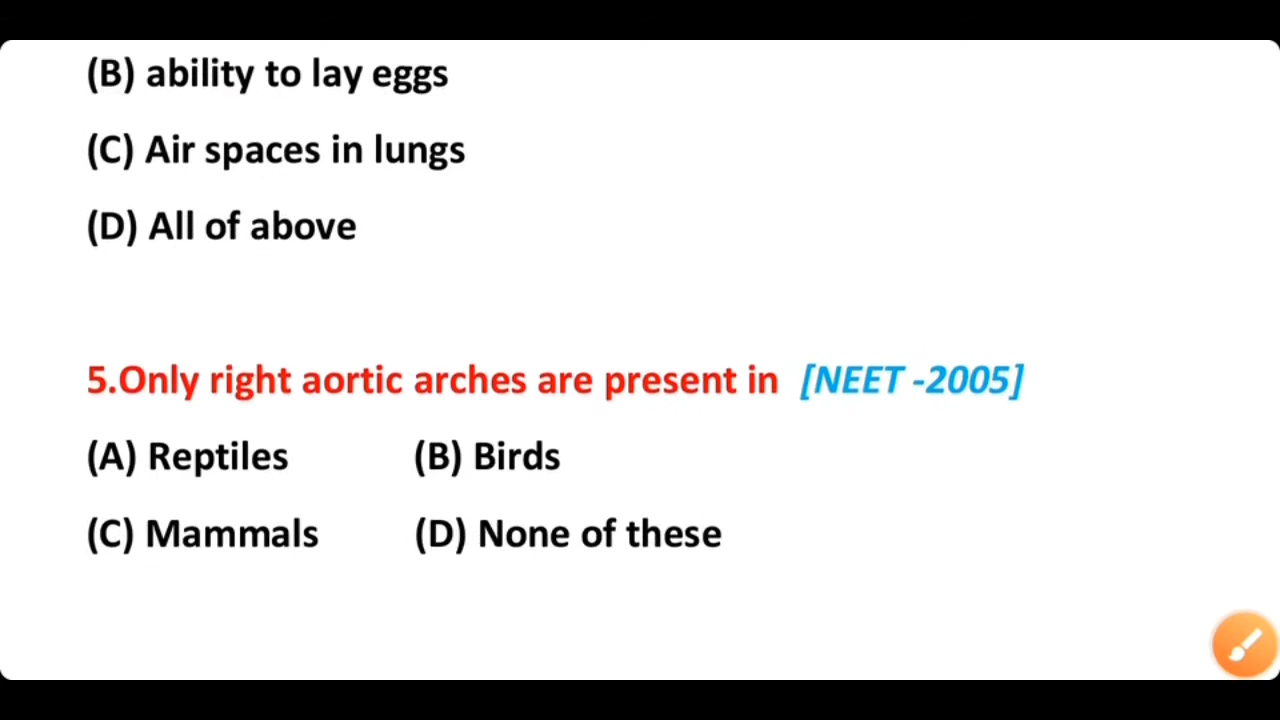 (B) ability to lay eggs
(C) Air spaces in lungs
(D) All of above
5.Only right aortic arches are present in [NEET -2005]
(A) Reptiles (B) Birds
(C) Mammals (D) None of these